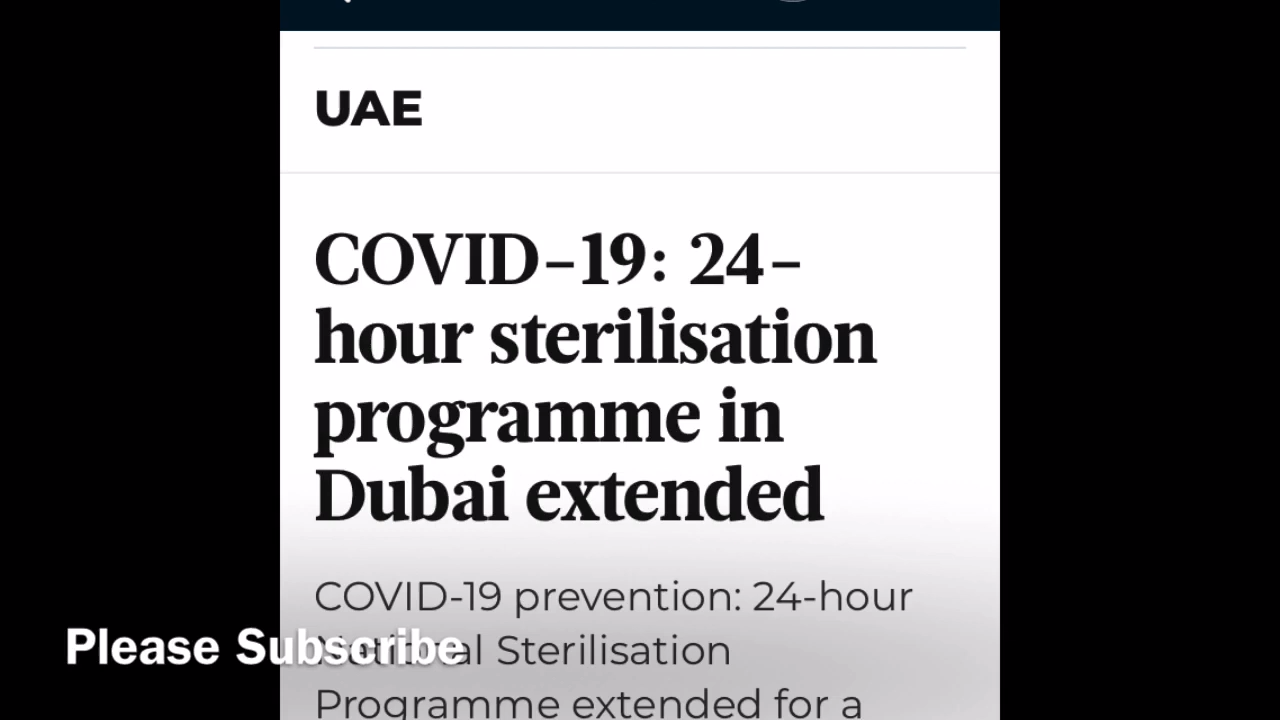 UAE
COVID-19: 24-
hour sterilisation
programme in
Dubai extended
COVID-19 prevention: 24-hour
National Sterilisation
Programme extended for a
Please Subscribe